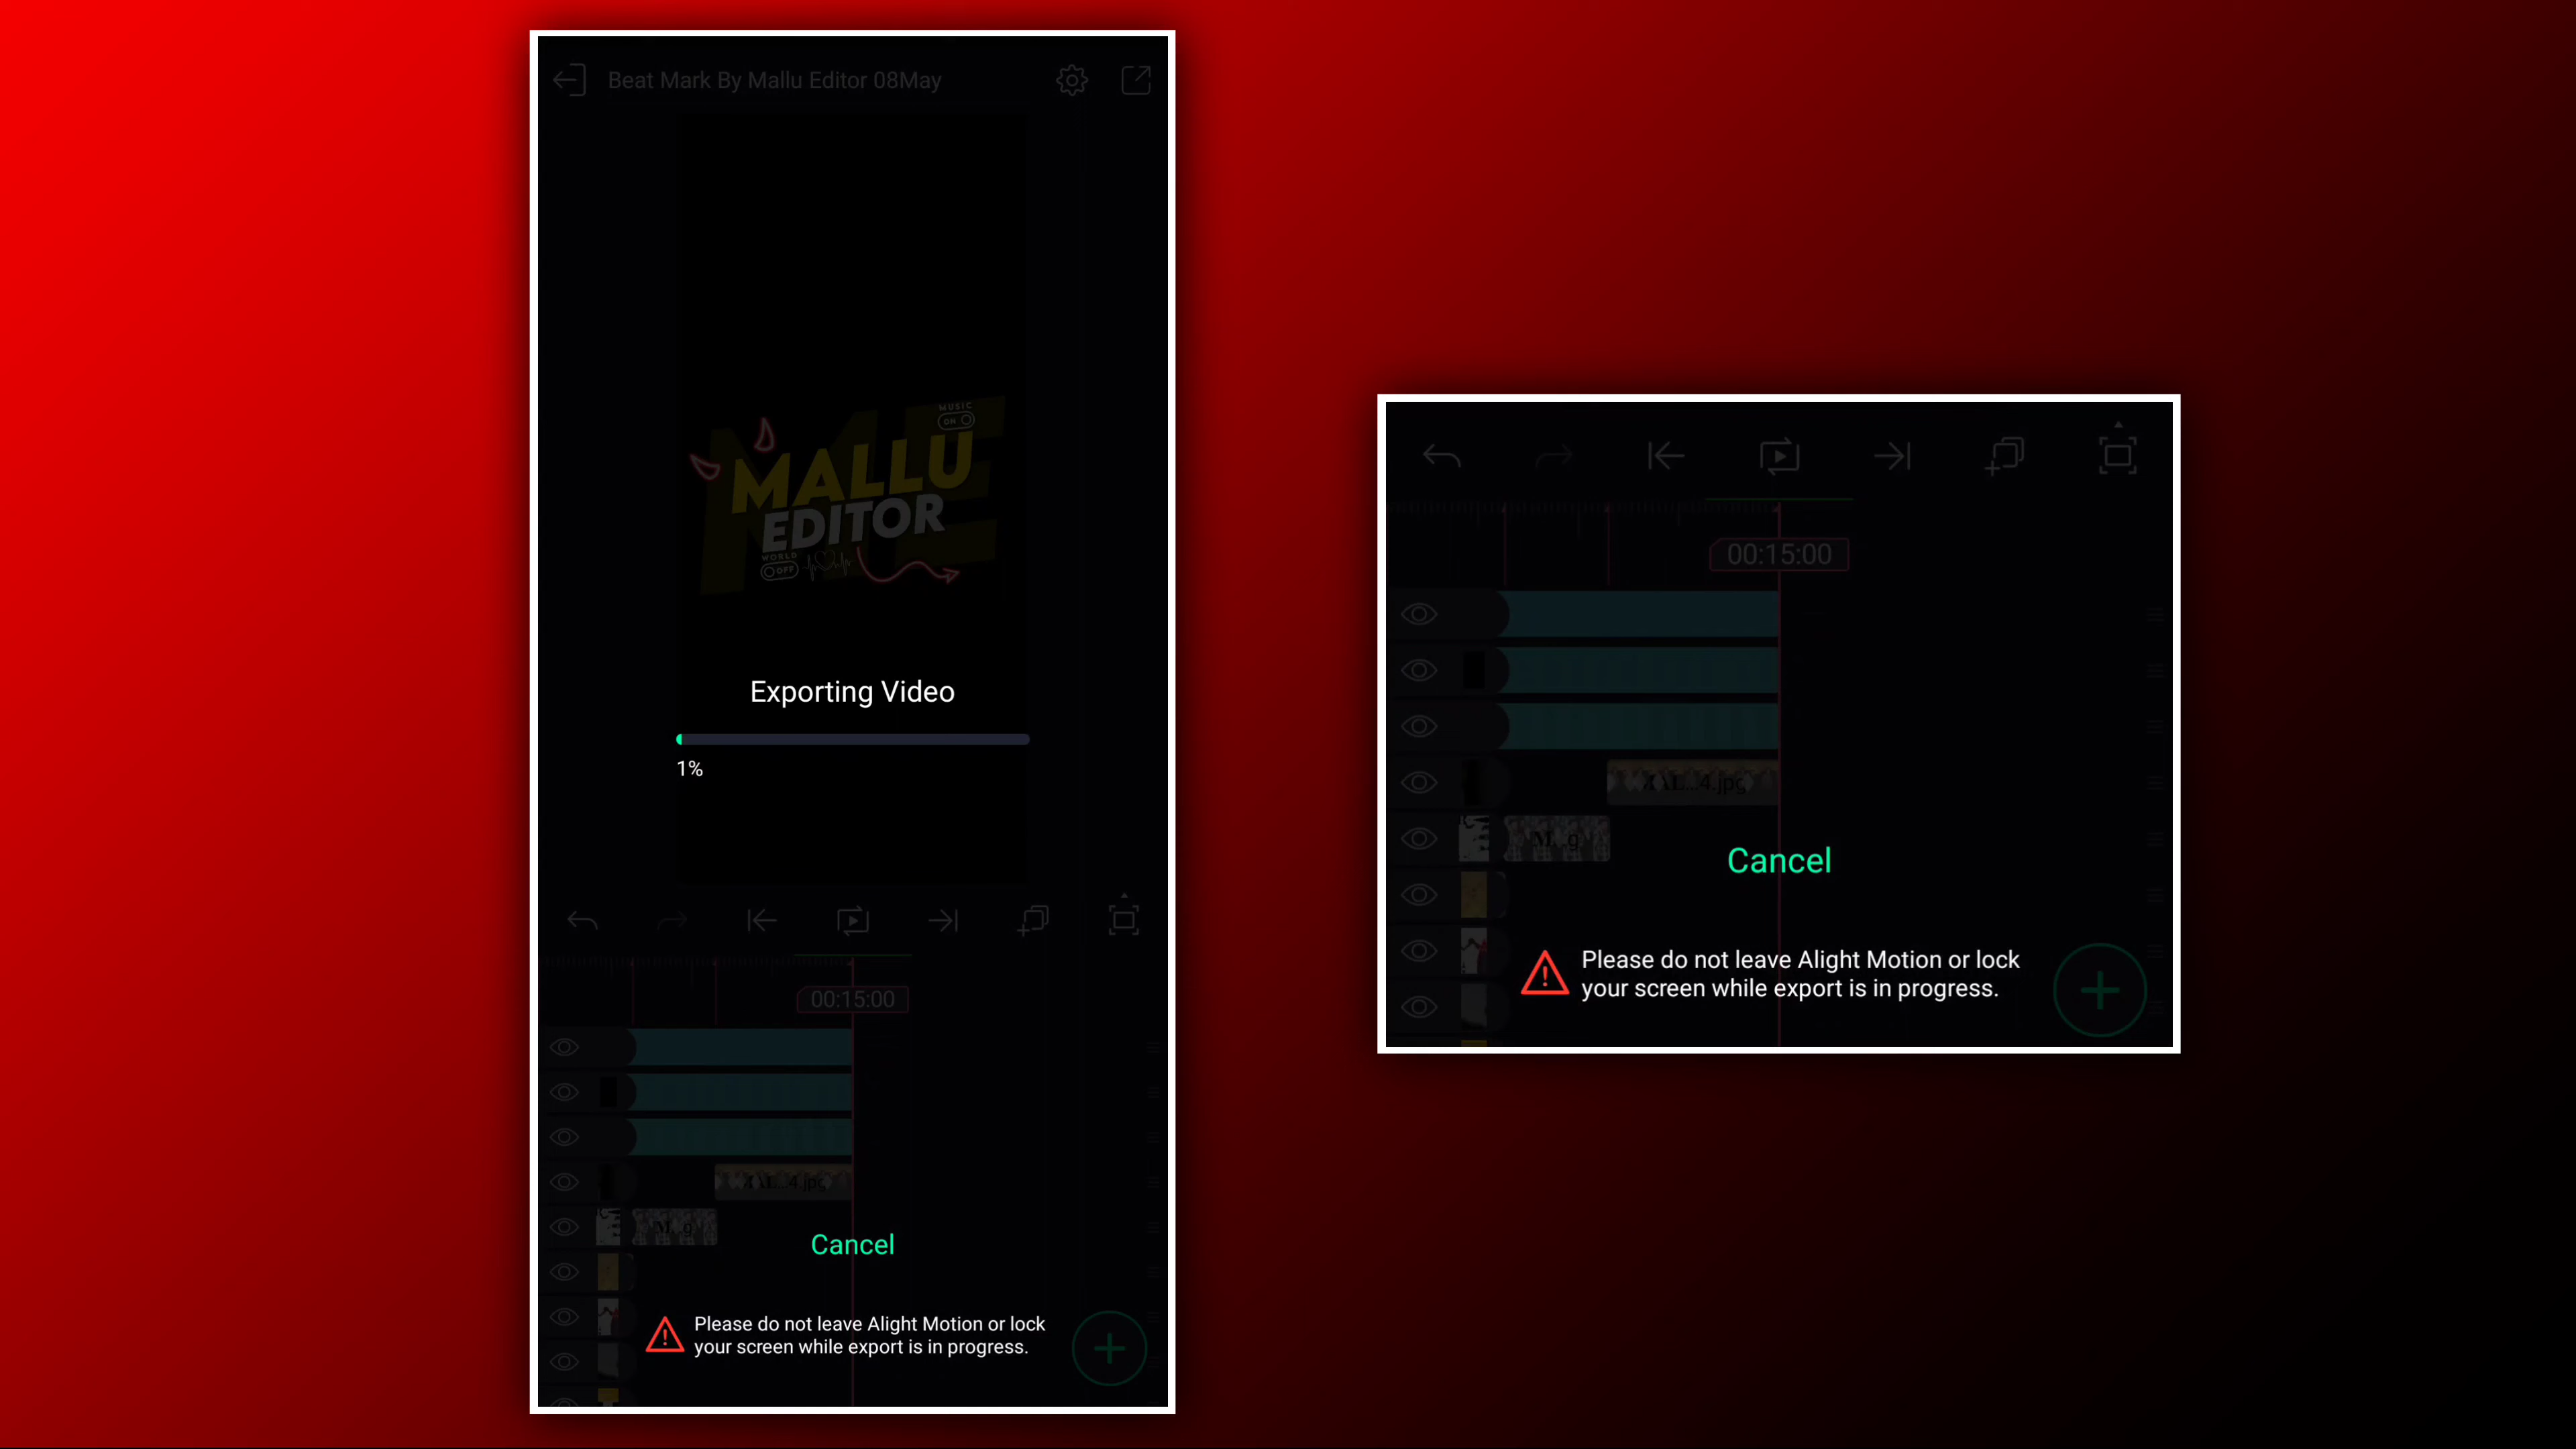 Beat Mark By Mallu Editor 08May
MUSIC
ON
MALLU
EDITOR
WORLD
OFF
Exporting Video
1%
00:15:00
Cancel
Please do not leave Alight Motion or lock
your screen while export is in progress.
00:15:00
Cancel
Please do not leave Alight Motion or lock
your screen while export is in progress.